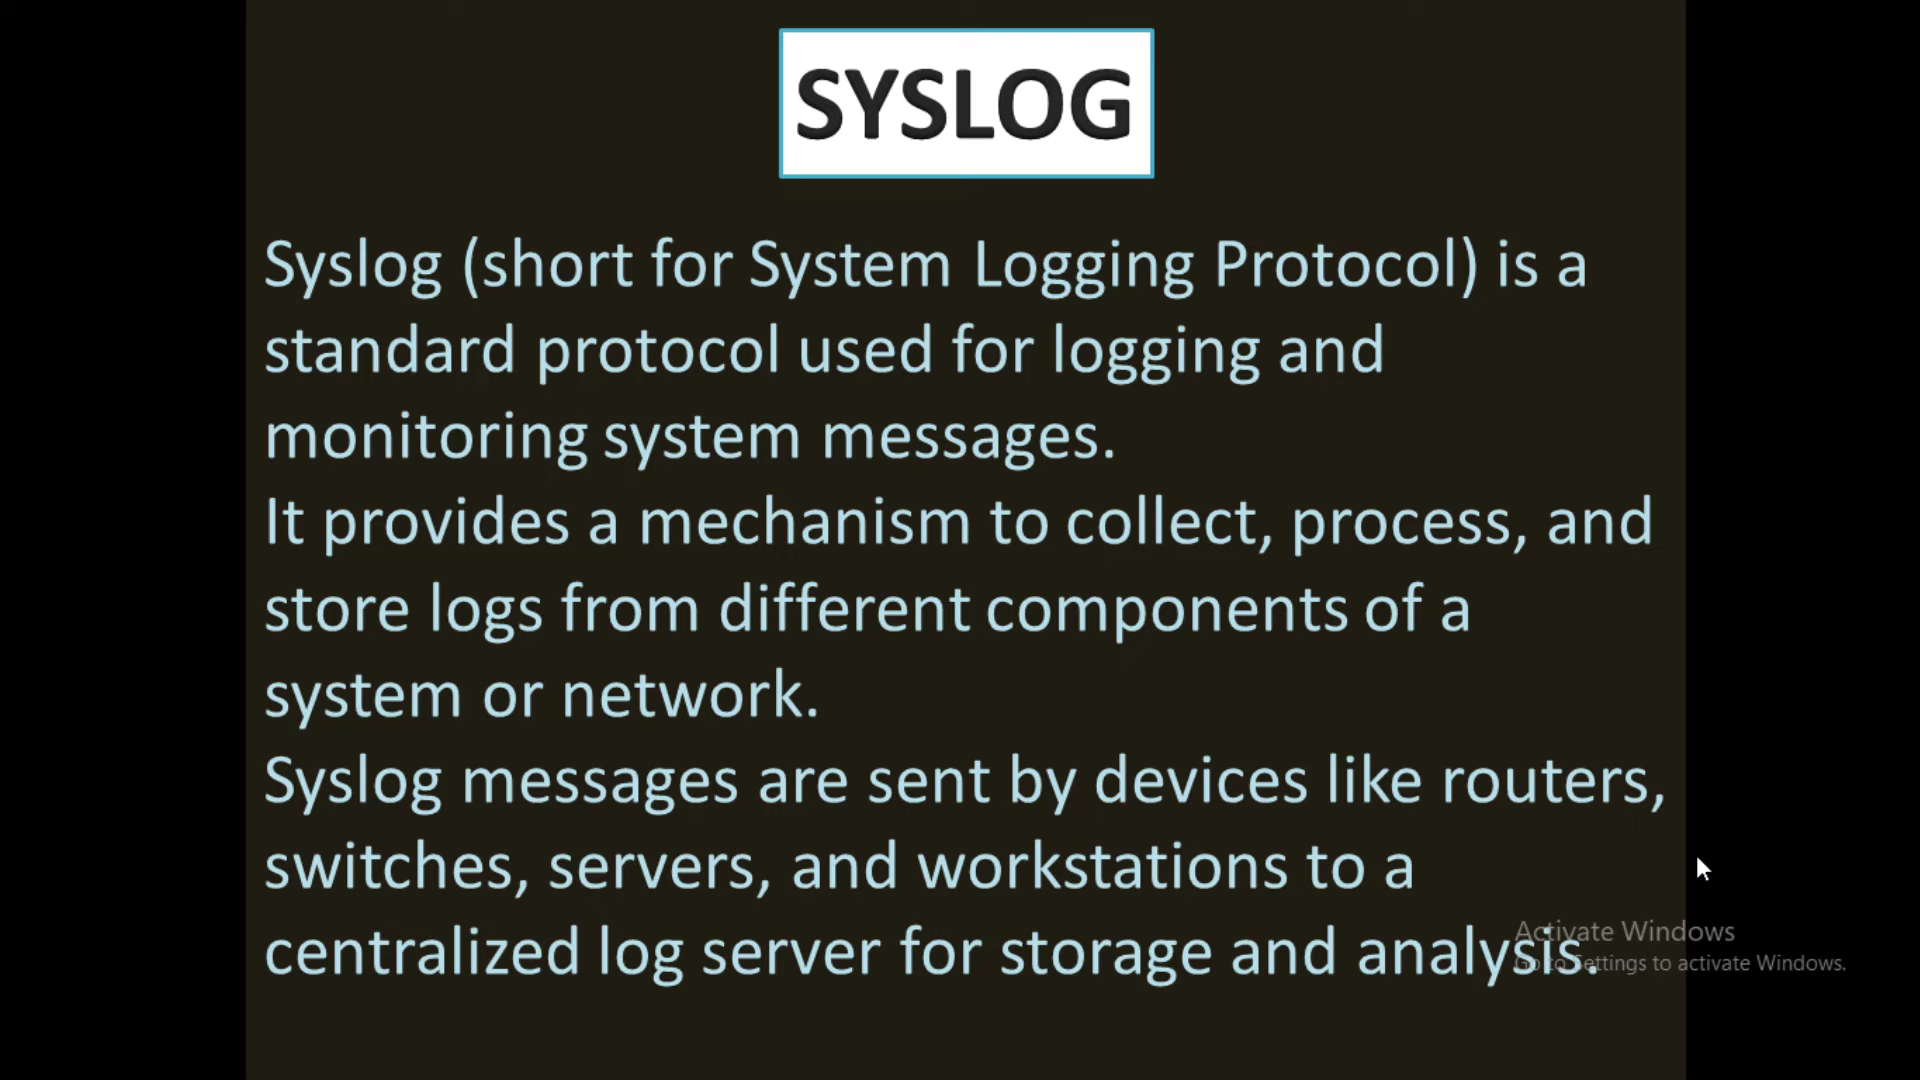 SYSLOG
Syslog (short for System Logging Protocol) is a
standard protocol used for logging and
monitoring system messages.
It provides a mechanism to collect, process, and
store logs from different components of a
system or network.
Syslog messages are sent by devices like routers,
switches, servers, and workstations to a
centralized log server for storage and analysis.
Activate Windows
Go to Settings to activate Windows.